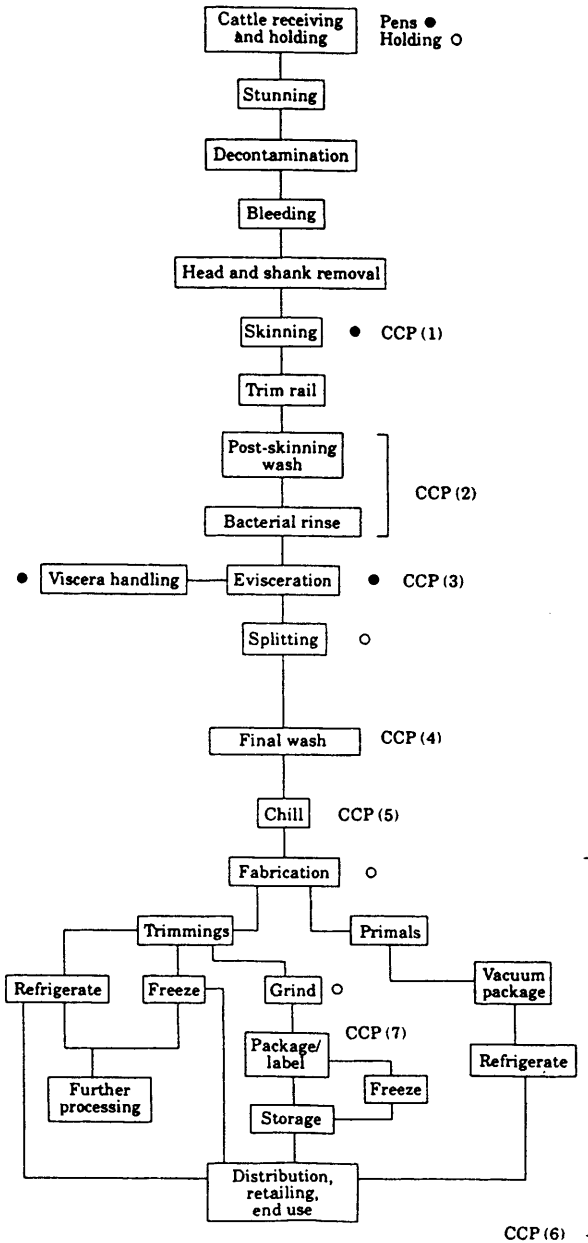 Cattle receiving
and holding
Pens ●
Holding ○
Stunning
Decontamination
Bleeding
Head and shank removal
Skinning
● CCP (1)
Trim rail
Post-skinning
wash
Bacterial rinse
CCP (2)
● Viscera handling
Evisceration
● CCP (3)
Splitting ○
Final wash
CCP (4)
Chill
CCP (5)
Fabrication ○
Trimmings
Primals
Refrigerate
Freeze
Grind ○
Vacuum
package
CCP (7)
Package/
label
Refrigerate
Further
processing
Freeze
Storage
Distribution,
retailing,
end use
CCP (6)